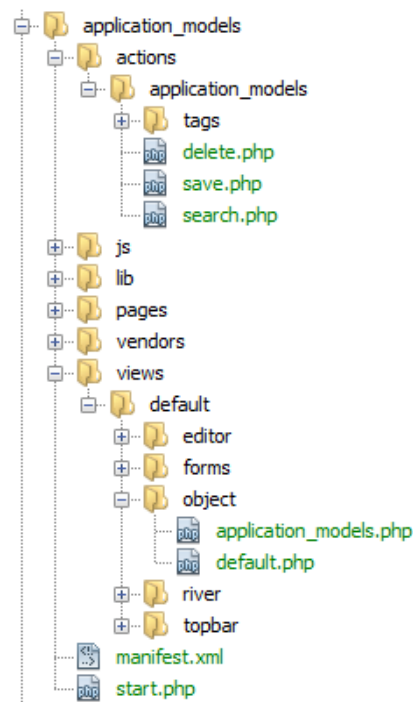 application_models
actions
application_models
tags
delete.php
save.php
search.php
js
lib
pages
vendors
views
default
editor
forms
object
application_models.php
default.php
river
topbar
manifest.xml
start.php